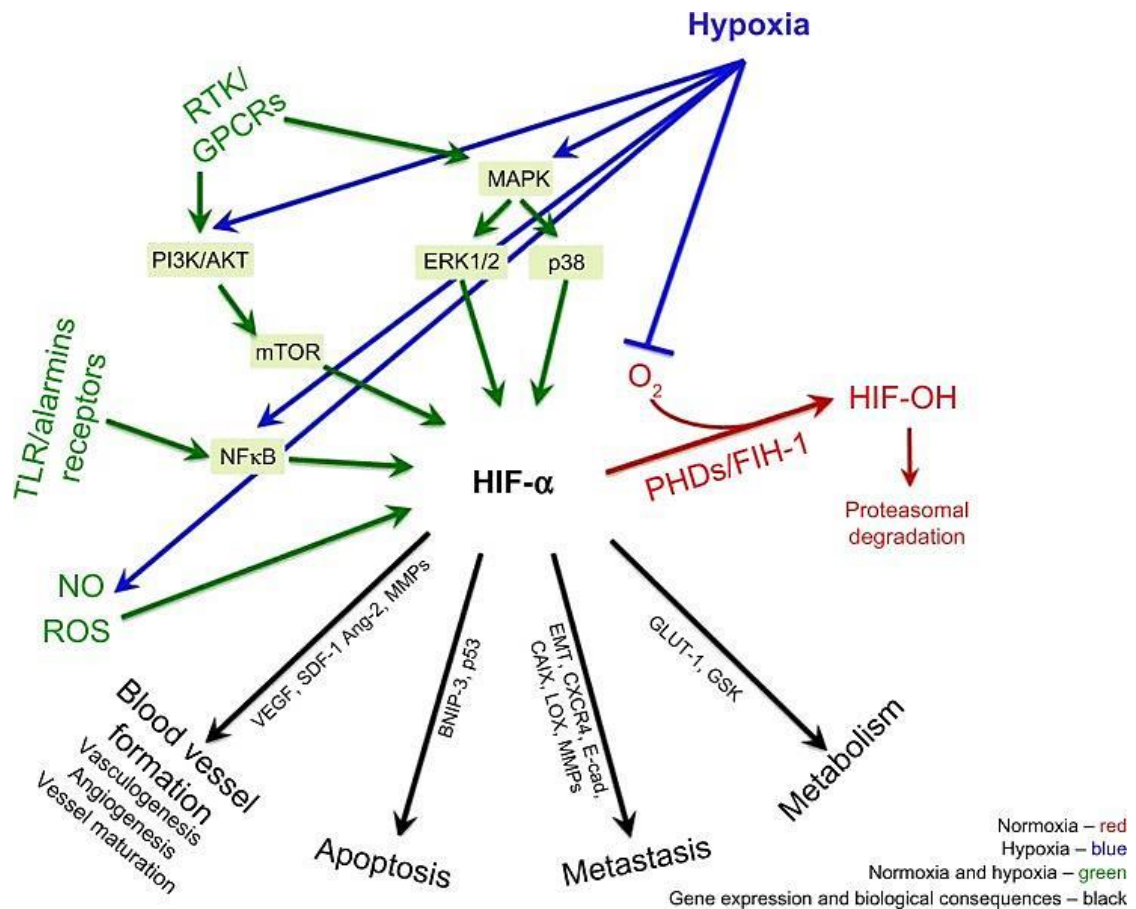 Hypoxia
RTK/
GPCRs
MAPK
PI3K/AKT
ERK1/2
p38
mTOR
TLR/alarmins
receptors
NFκB
O2
HIF-OH
PHDs/FIH-1
HIF-α
Proteasomal
degradation
NO
ROS
VEGF, SDF-1 Ang-2, MMPs
BNIP-3, p53
EMT, CXCR4, E-cad,
CAIX, LOX, MMPs
GLUT-1, GSK
Blood vessel
formation
Vasculogenesis
Angiogenesis
Vessel maturation
Apoptosis
Metastasis
Metabolism
Normoxia – red
Hypoxia – blue
Normoxia and hypoxia – green
Gene expression and biological consequences – black